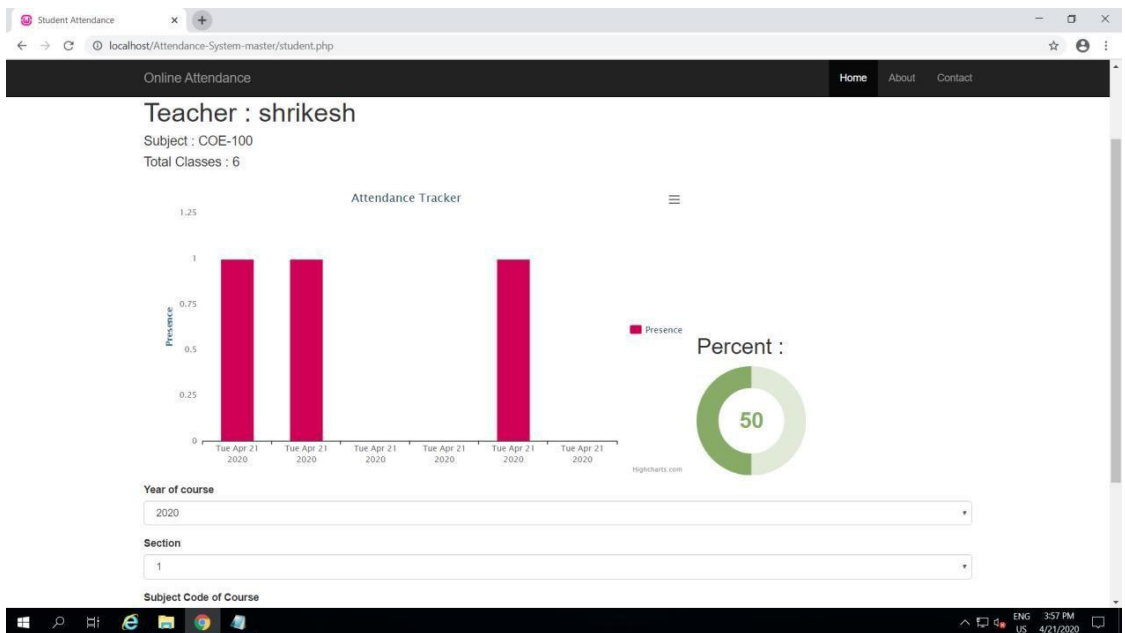 Student Attendance
localhost/Attendance-System-master/student.php
Online Attendance
Home About Contact
Teacher : shrikesh
Subject : COE-100
Total Classes : 6
Attendance Tracker
1.25
1
0.75
0.5
0.25
0
Presence
Tue Apr 21 2020
Tue Apr 21 2020
Tue Apr 21 2020
Tue Apr 21 2020
Tue Apr 21 2020
Tue Apr 21 2020
Presence
Highcharts.com
Percent :
50
Year of course
2020
Section
1
Subject Code of Course
ENG
US
3:57 PM
4/21/2020